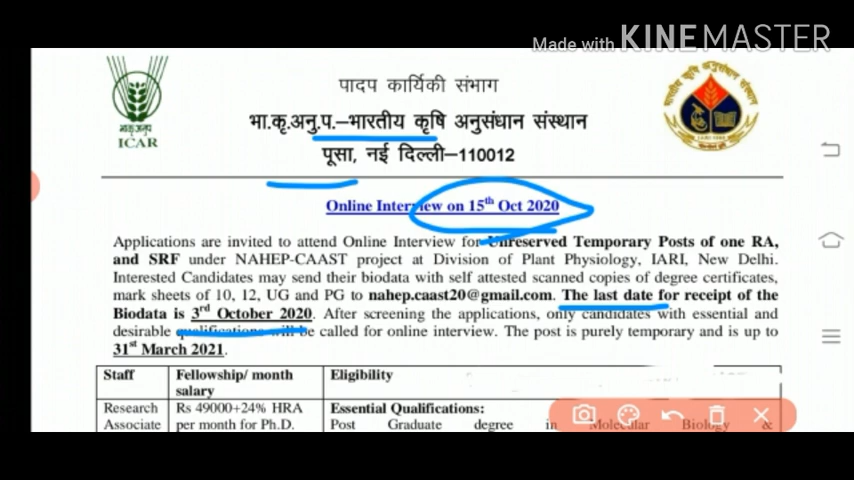 Made with KINEMASTER
पादप कार्यिकी संभाग
भा.कृ.अनु.प.–भारतीय कृषि अनुसंधान संस्थान
पूसा, नई दिल्ली–110012
भाकृअनुप
ICAR
भारतीय कृषि अनुसंधान संस्थान
Online Interview on 15th Oct 2020
Applications are invited to attend Online Interview for Unreserved Temporary Posts of one RA,
and SRF under NAHEP-CAAST project at Division of Plant Physiology, IARI, New Delhi.
Interested Candidates may send their biodata with self attested scanned copies of degree certificates,
mark sheets of 10, 12, UG and PG to nahep.caast20@gmail.com. The last date for receipt of the
Biodata is 3rd October 2020. After screening the applications, only candidates with essential and
desirable qualifications will be called for online interview. The post is purely temporary and is up to
31st March 2021.
Staff Fellowship/ month Eligibility
salary
Research Rs 49000+24% HRA Essential Qualifications:
Associate per month for Ph.D. Post Graduate degree in Molecular Biology &